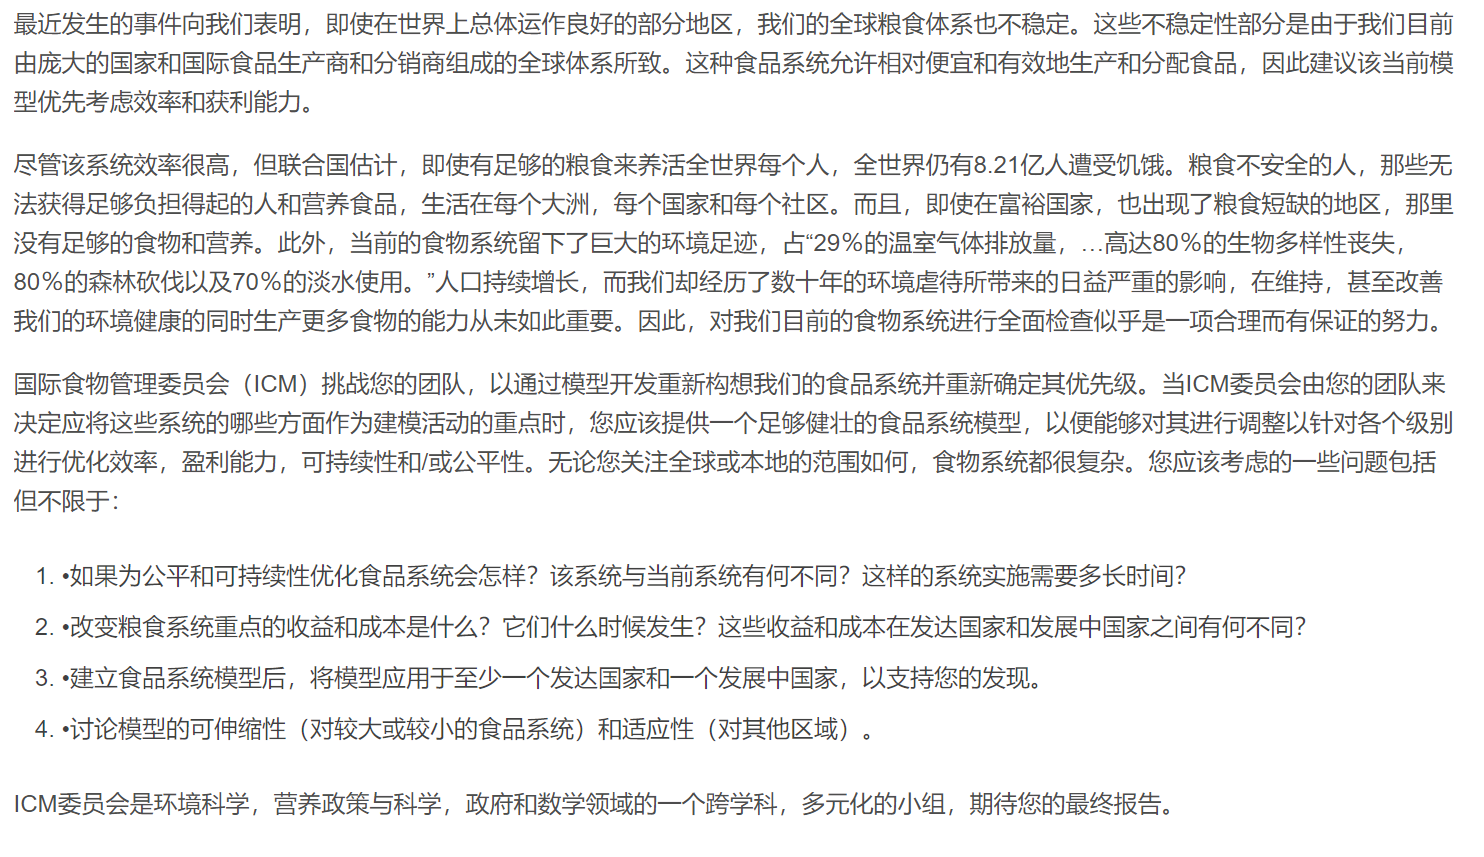 最近发生的事件向我们表明，即使在世界上总体运作良好的部分地区，我们的全球粮食体系也不稳定。这些不稳定性部分是由于我们目前
由庞大的国家和国际食品生产商和分销商组成的全球体系所致。这种食品系统允许相对便宜和有效地生产和分配食品，因此建议该当前模
型优先考虑效率和获利能力。
尽管该系统效率很高，但联合国估计，即使有足够的粮食来养活全世界每个人，全世界仍有8.21亿人遭受饥饿。粮食不安全的人，那些无
法获得足够负担得起的人和营养食品，生活在每个大洲，每个国家和每个社区。而且，即使在富裕国家，也出现了粮食短缺的地区，那里
没有足够的食物和营养。此外，当前的食物系统留下了巨大的环境足迹，占“29％的温室气体排放量，…高达80％的生物多样性丧失，
80％的森林砍伐以及70％的淡水使用。”人口持续增长，而我们却经历了数十年的环境虐待所带来的日益严重的影响，在维持，甚至改善
我们的环境健康的同时生产更多食物的能力从未如此重要。因此，对我们目前的食物系统进行全面检查似乎是一项合理而有保证的努力。
国际食物管理委员会（ICM）挑战您的团队，以通过模型开发重新构想我们的食品系统并重新确定其优先级。当ICM委员会由您的团队来
决定应将这些系统的哪些方面作为建模活动的重点时，您应该提供一个足够健壮的食品系统模型，以便能够对其进行调整以针对各个级别
进行优化效率，盈利能力，可持续性和/或公平性。无论您关注全球或本地的范围如何，食物系统都很复杂。您应该考虑的一些问题包括
但不限于：
1. •如果为公平和可持续性优化食品系统会怎样？该系统与当前系统有何不同？这样的系统实施需要多长时间？
2. •改变粮食系统重点的收益和成本是什么？它们什么时候发生？这些收益和成本在发达国家和发展中国家之间有何不同？
3. •建立食品系统模型后，将模型应用于至少一个发达国家和一个发展中国家，以支持您的发现。
4. •讨论模型的可伸缩性（对较大或较小的食品系统）和适应性（对其他区域）。
ICM委员会是环境科学，营养政策与科学，政府和数学领域的一个跨学科，多元化的小组，期待您的最终报告。